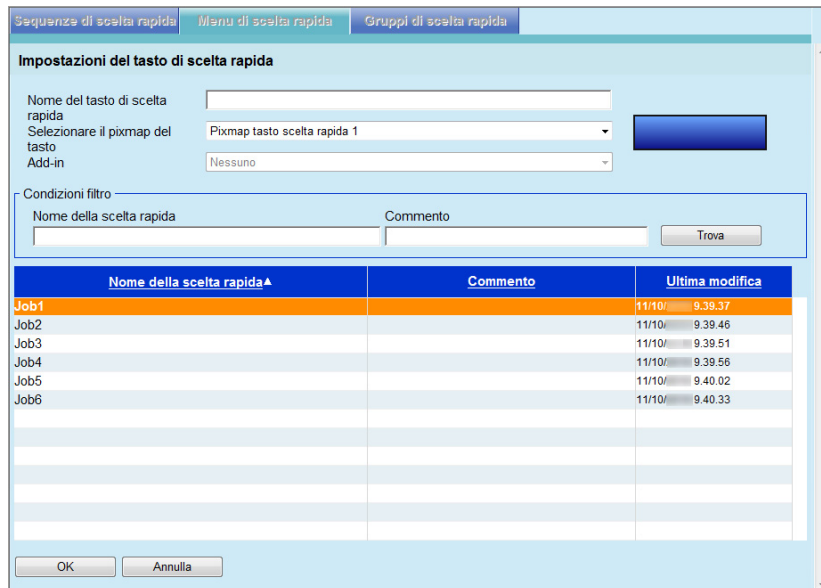 Sequenze di scelta rapida Menu di scelta rapida Gruppi di scelta rapida
Impostazioni del tasto di scelta rapida
Nome del tasto di scelta
rapida
Selezionare il pixmap del Pixmap tasto scelta rapida 1
tasto
Add-in Nessuno
Condizioni filtro
Nome della scelta rapida Commento
Trova
Nome della scelta rapida▲ Commento Ultima modifica
Job1 11/10/ 9.39.37
Job2 11/10/ 9.39.46
Job3 11/10/ 9.39.51
Job4 11/10/ 9.39.56
Job5 11/10/ 9.40.02
Job6 11/10/ 9.40.33
OK Annulla